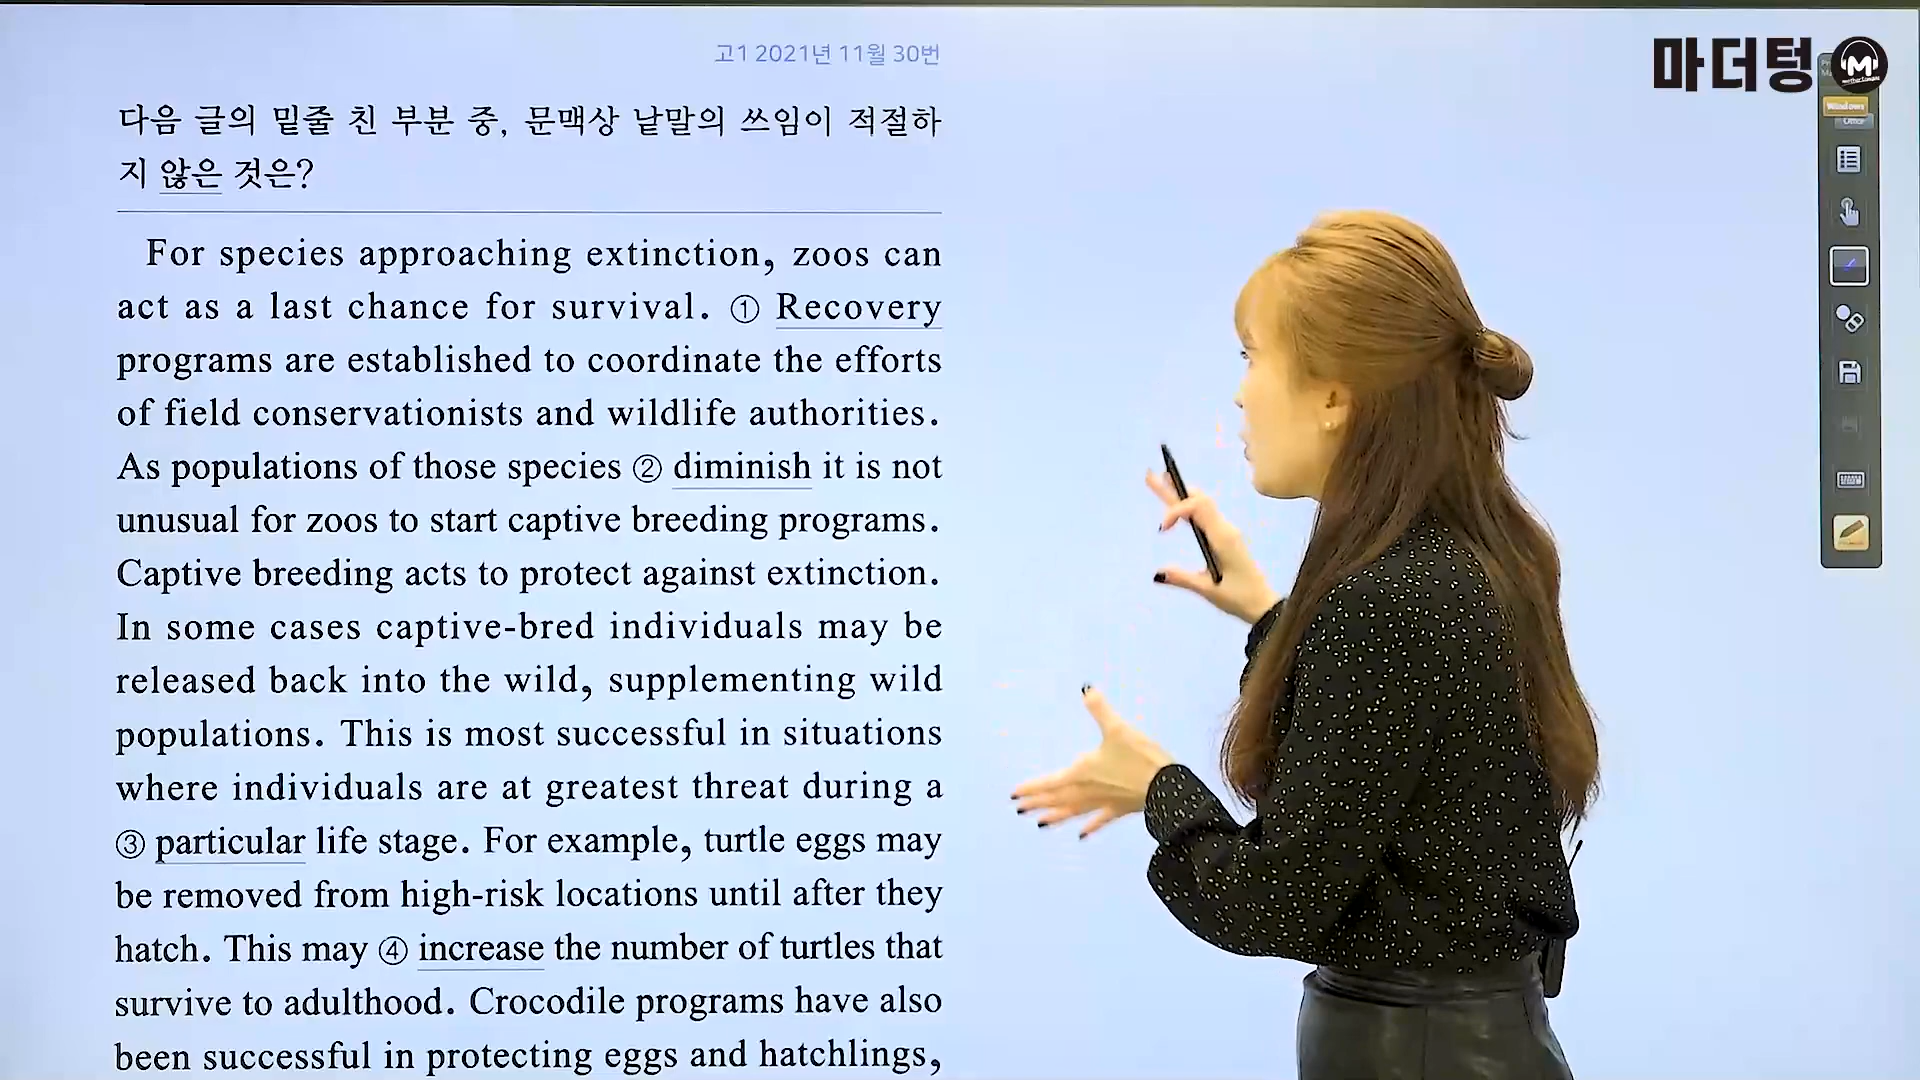 고1 2021년 11월 30번
마더텅
M
Windows
다음 글의 밑줄 친 부분 중, 문맥상 낱말의 쓰임이 적절하
지 않은 것은?
For species approaching extinction, zoos can
act as a last chance for survival. ① Recovery
programs are established to coordinate the efforts
of field conservationists and wildlife authorities.
As populations of those species ② diminish it is not
unusual for zoos to start captive breeding programs.
Captive breeding acts to protect against extinction.
In some cases captive-bred individuals may be
released back into the wild, supplementing wild
populations. This is most successful in situations
where individuals are at greatest threat during a
③ particular life stage. For example, turtle eggs may
be removed from high-risk locations until after they
hatch. This may ④ increase the number of turtles that
survive to adulthood. Crocodile programs have also
been successful in protecting eggs and hatchlings,